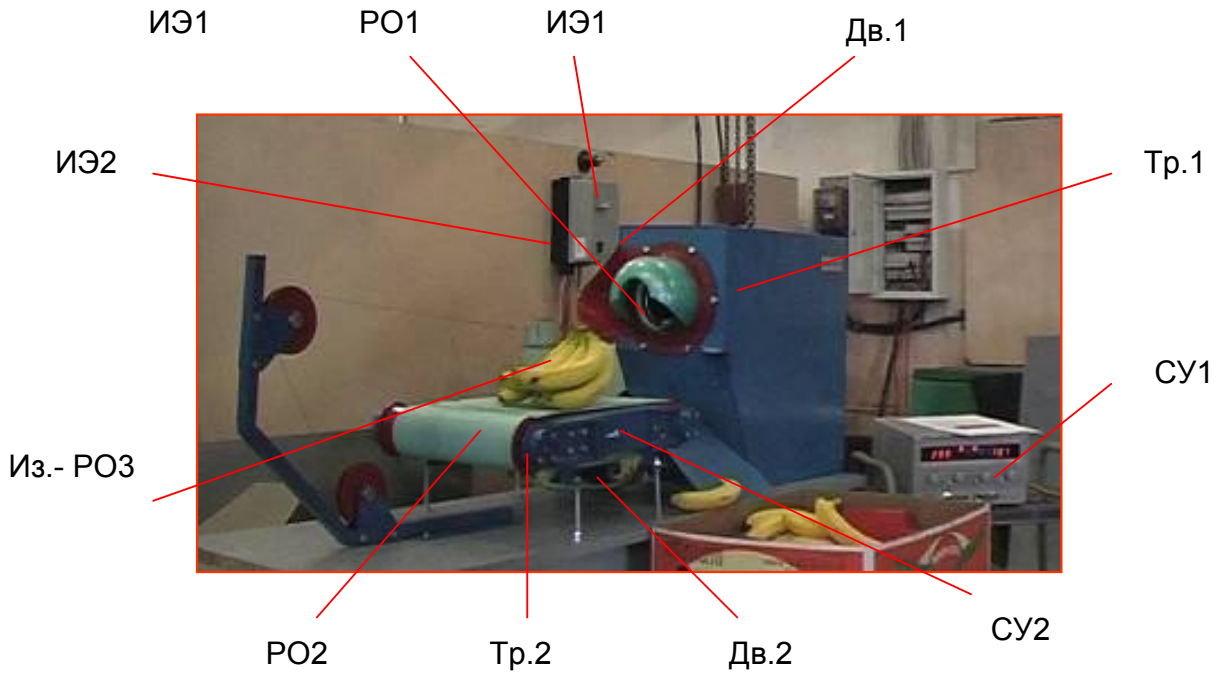 ИЭ1 РО1 ИЭ1 Дв.1
ИЭ2 Тр.1
СУ1
Из.- РО3
СУ2
РО2 Тр.2 Дв.2